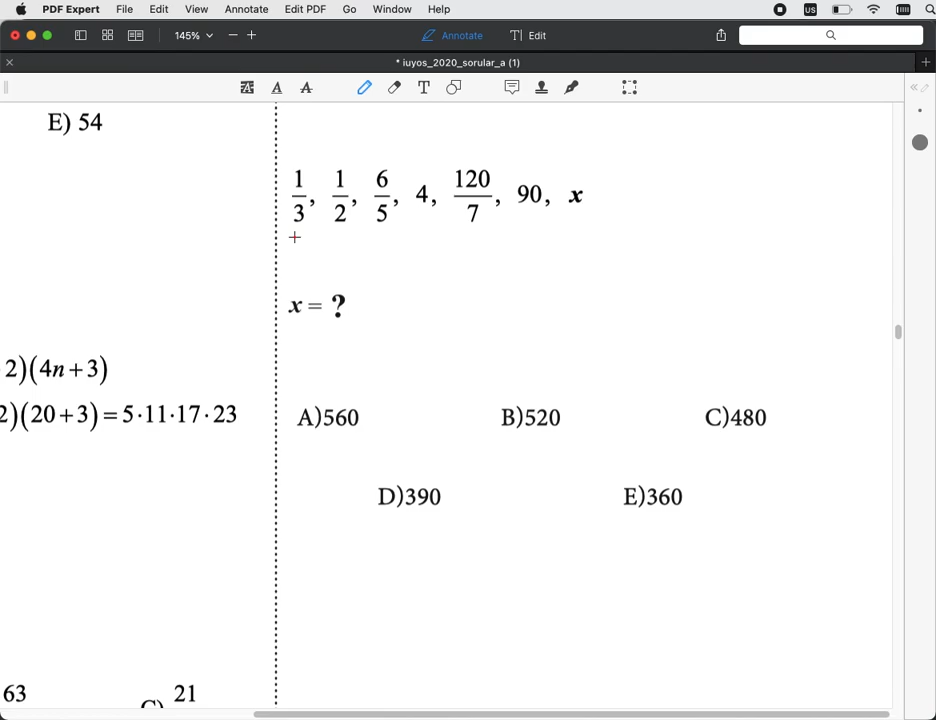 PDF Expert File Edit View Annotate Edit PDF Go Window Help US
145% Annotate T Edit
* iuyos_2020_sorular_a (1)
A A A T
E) 54
1/3, 1/2, 6/5, 4, 120/7, 90, x
x = ?
2)(4n+3)
2)(20+3)=5·11·17·23
A)560 B)520 C)480
D)390 E)360
63 C) 21